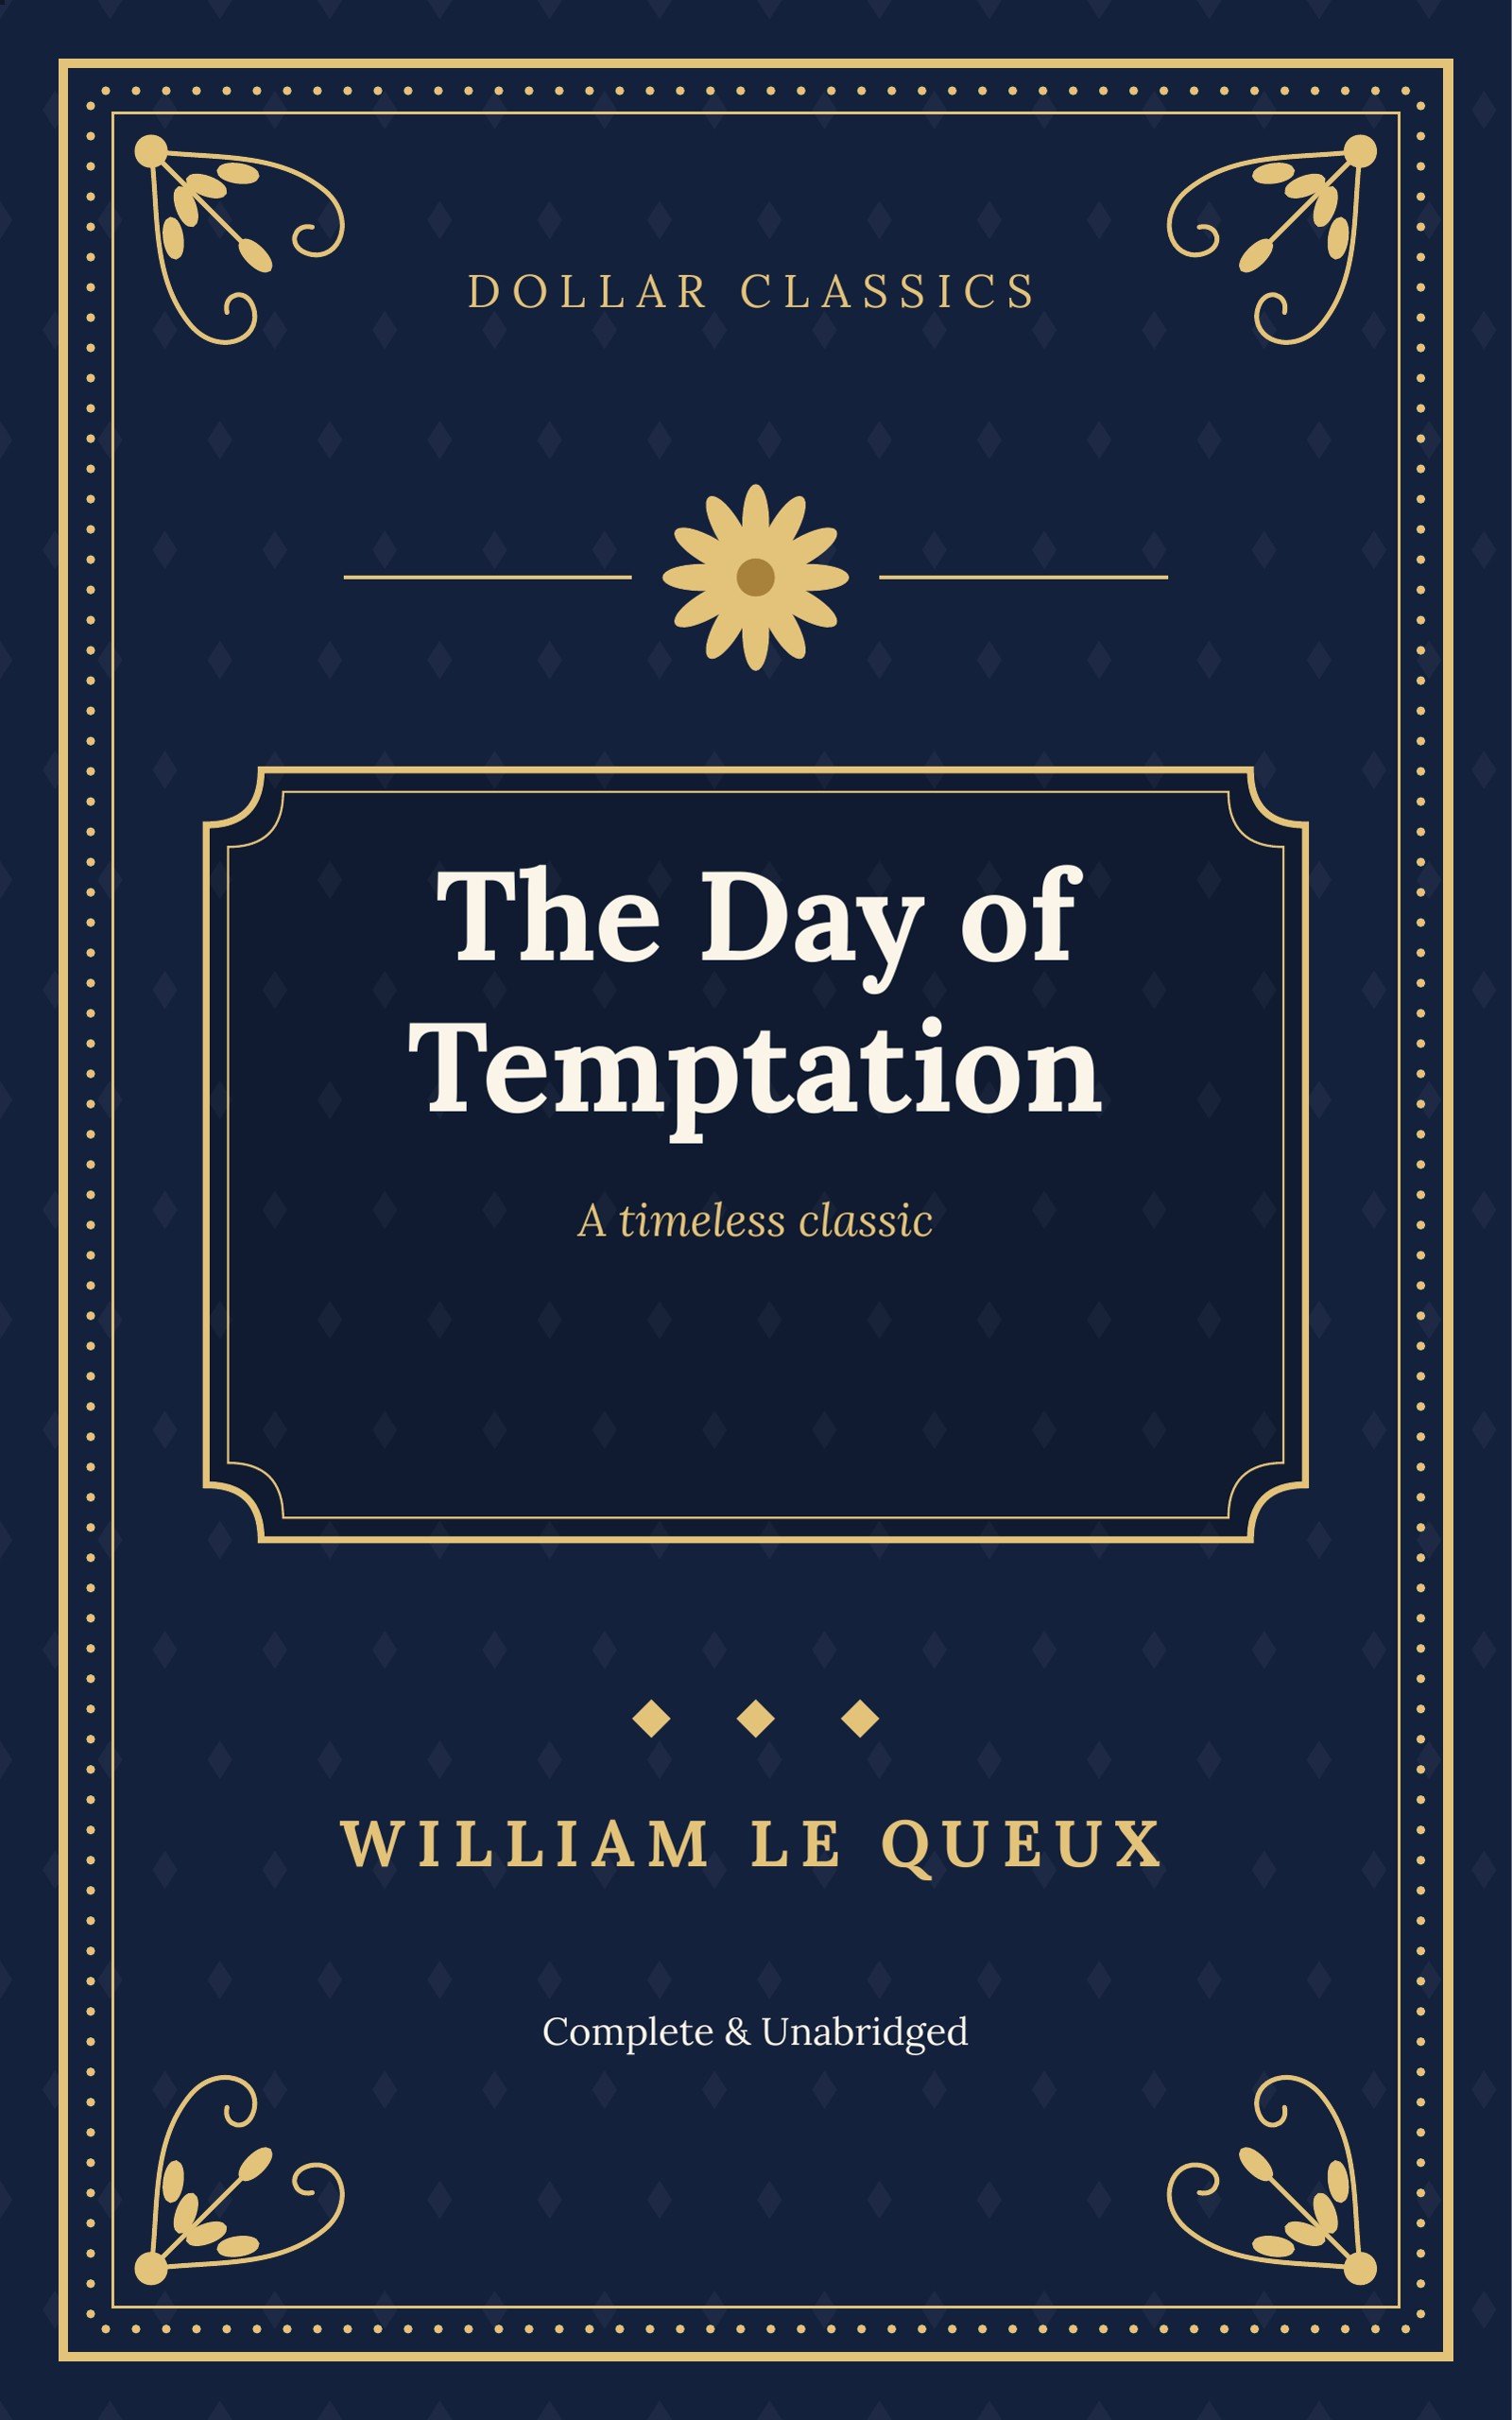 DOLLAR CLASSICS
The Day of
Temptation
A timeless classic
WILLIAM LE QUEUX
Complete & Unabridged